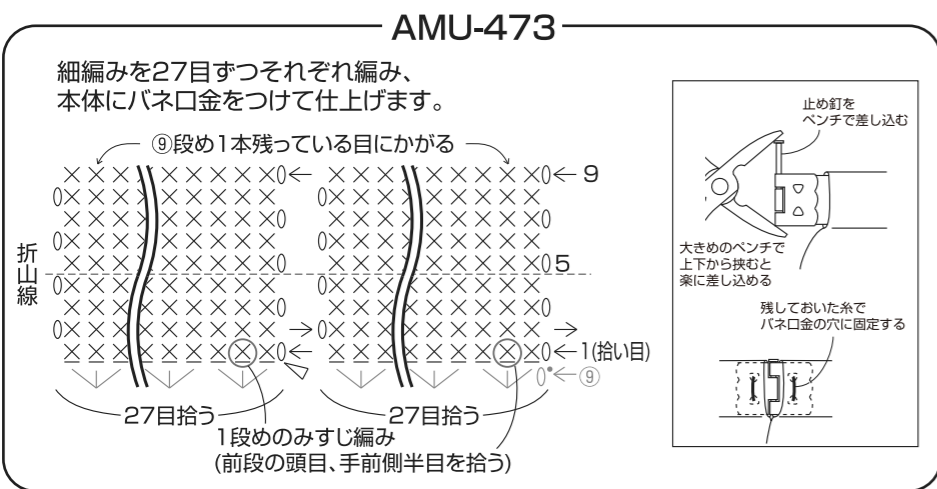 AMU-473
細編みを27目ずつそれぞれ編み、
本体にバネ口金をつけて仕上げます。
⑨段め1本残っている目にかがる
9
折山線
5
1(拾い目)
⑨
27目拾う
27目拾う
1段めのみすじ編み
(前段の頭目、手前側半目を拾う)
止め釘を
ペンチで差し込む
大きめのペンチで
上下から挟むと
楽に差し込める
残しておいた糸で
バネ口金の穴に固定する